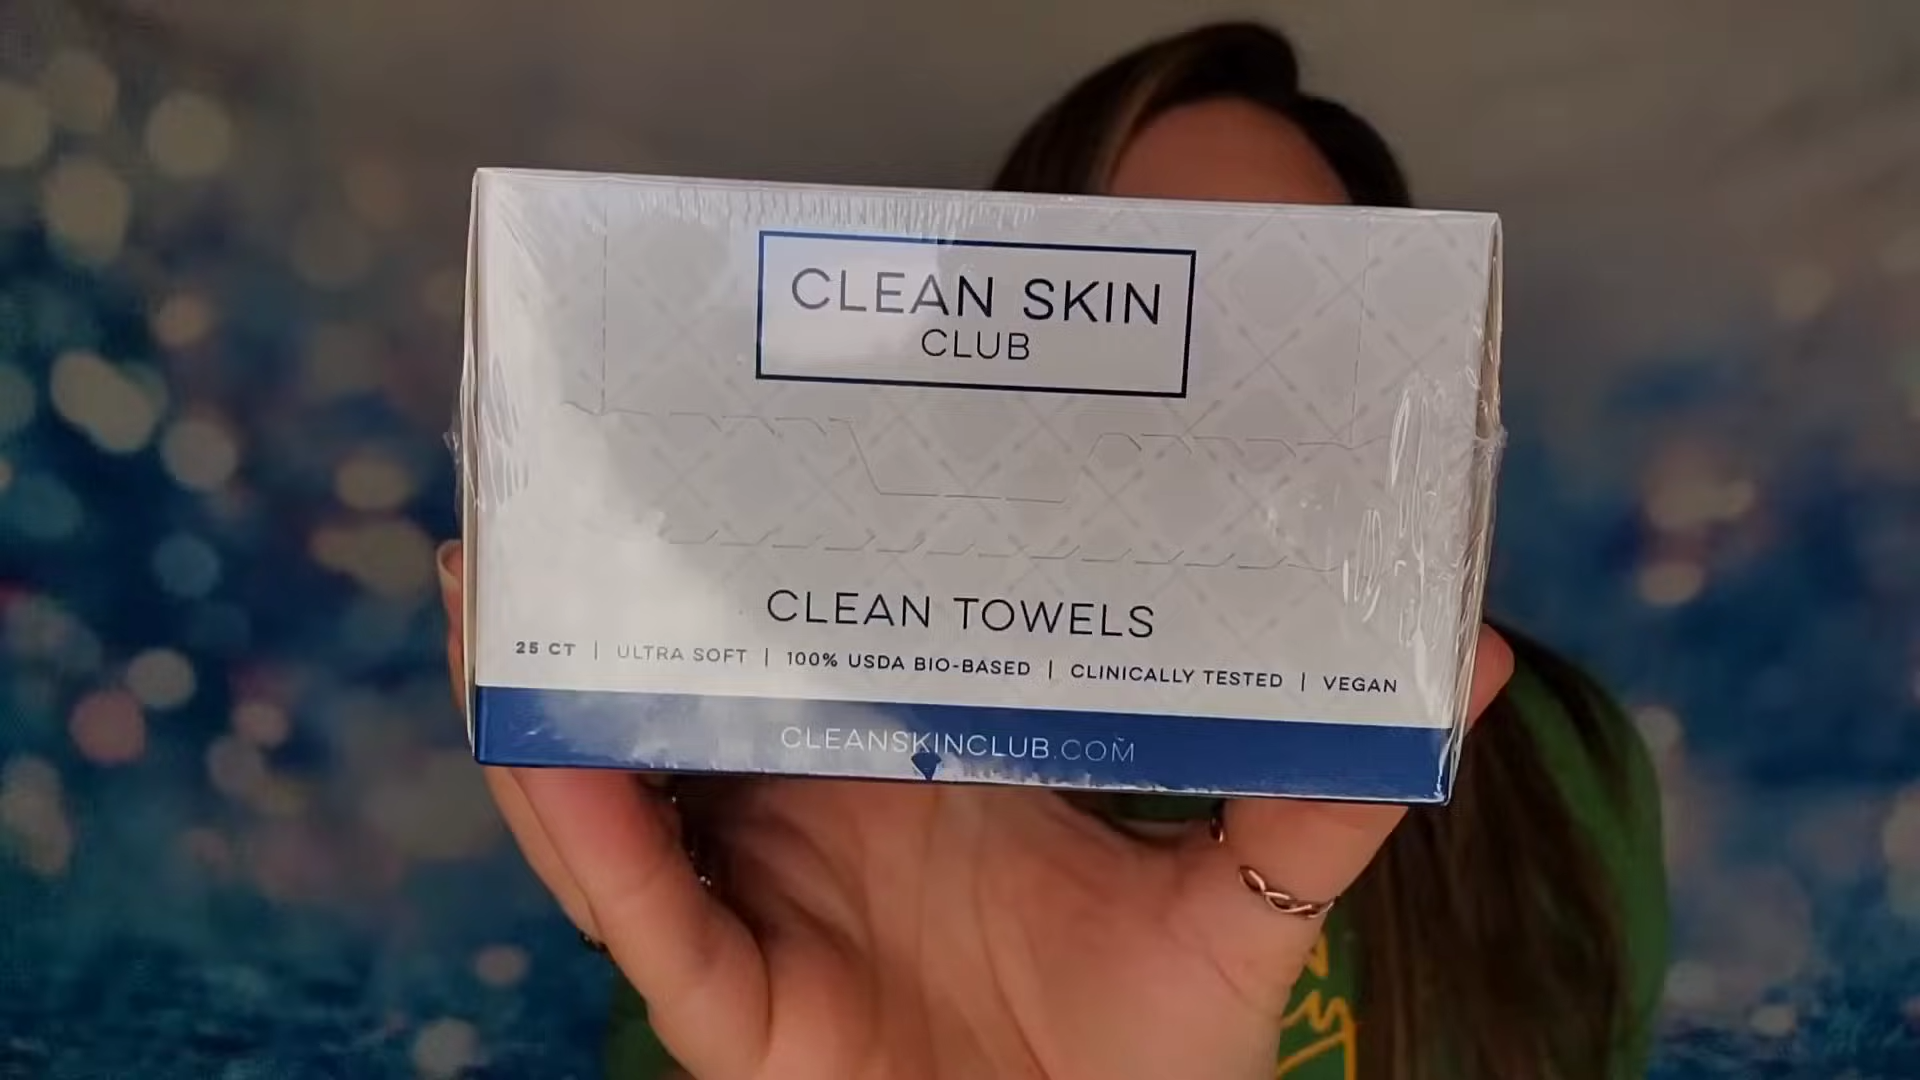 CLEAN SKIN
CLUB
CLEAN TOWELS
25 CT | ULTRA SOFT | 100% USDA BIO-BASED | CLINICALLY TESTED | VEGAN
CLEANSKINCLUB.COM